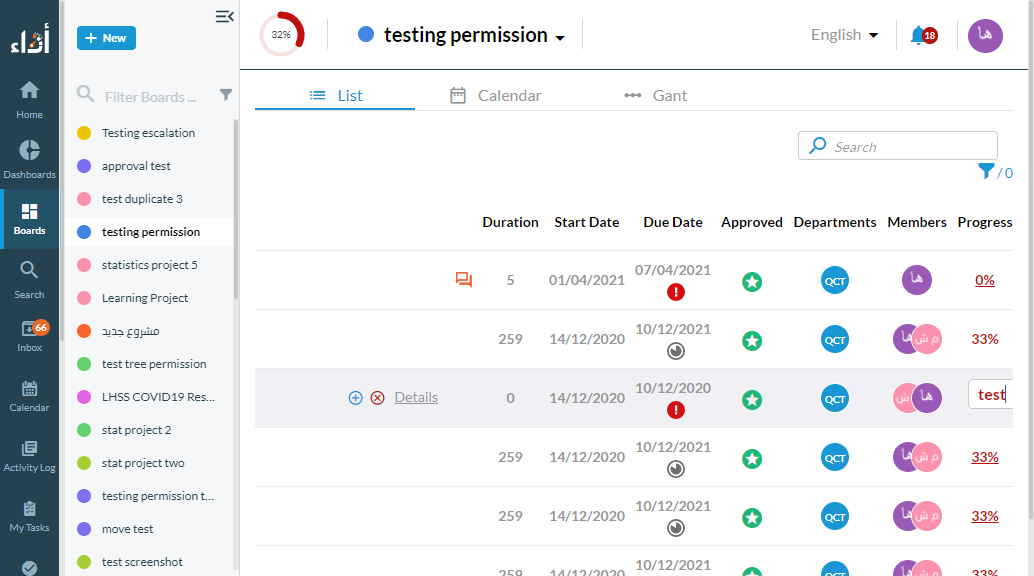 أداء
New
32%
testing permission
English
18
ها
Home
Dashboards
Boards
Search
66
Inbox
Calendar
Activity Log
My Tasks
Filter Boards ...
Testing escalation
approval test
test duplicate 3
testing permission
statistics project 5
Learning Project
مشروع جديد
test tree permission
LHSS COVID19 Res...
stat project 2
stat project two
testing permission t...
move test
test screenshot
List
Calendar
Gant
Search
/ 0
Duration Start Date Due Date Approved Departments Members Progress
5 01/04/2021 07/04/2021 QCT ها 0%
259 14/12/2020 10/12/2021 QCT ها م ش 33%
Details 0 14/12/2020 10/12/2020 QCT ش ها test
259 14/12/2020 10/12/2021 QCT ها م ش 33%
259 14/12/2020 10/12/2021 QCT ها م ش 33%
259 14/12/2020 10/12/2021 QCT ها م ش 33%